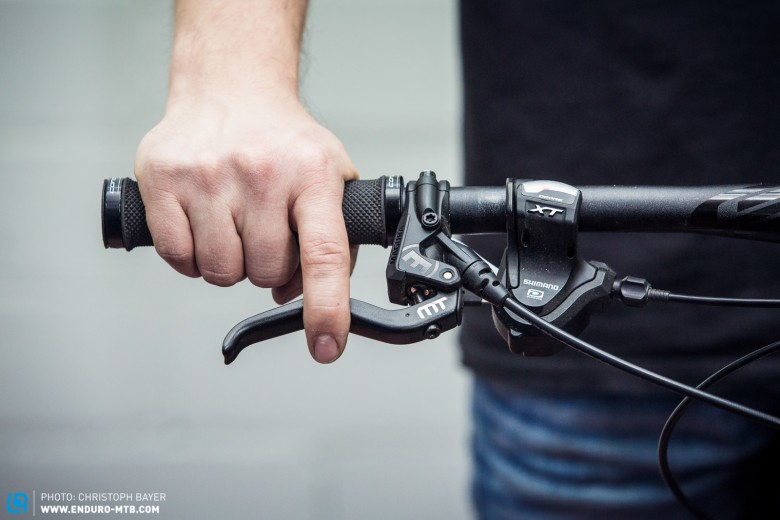 XT
SHIMANO
MT
PHOTO: CHRISTOPH BAYER
WWW.ENDURO-MTB.COM